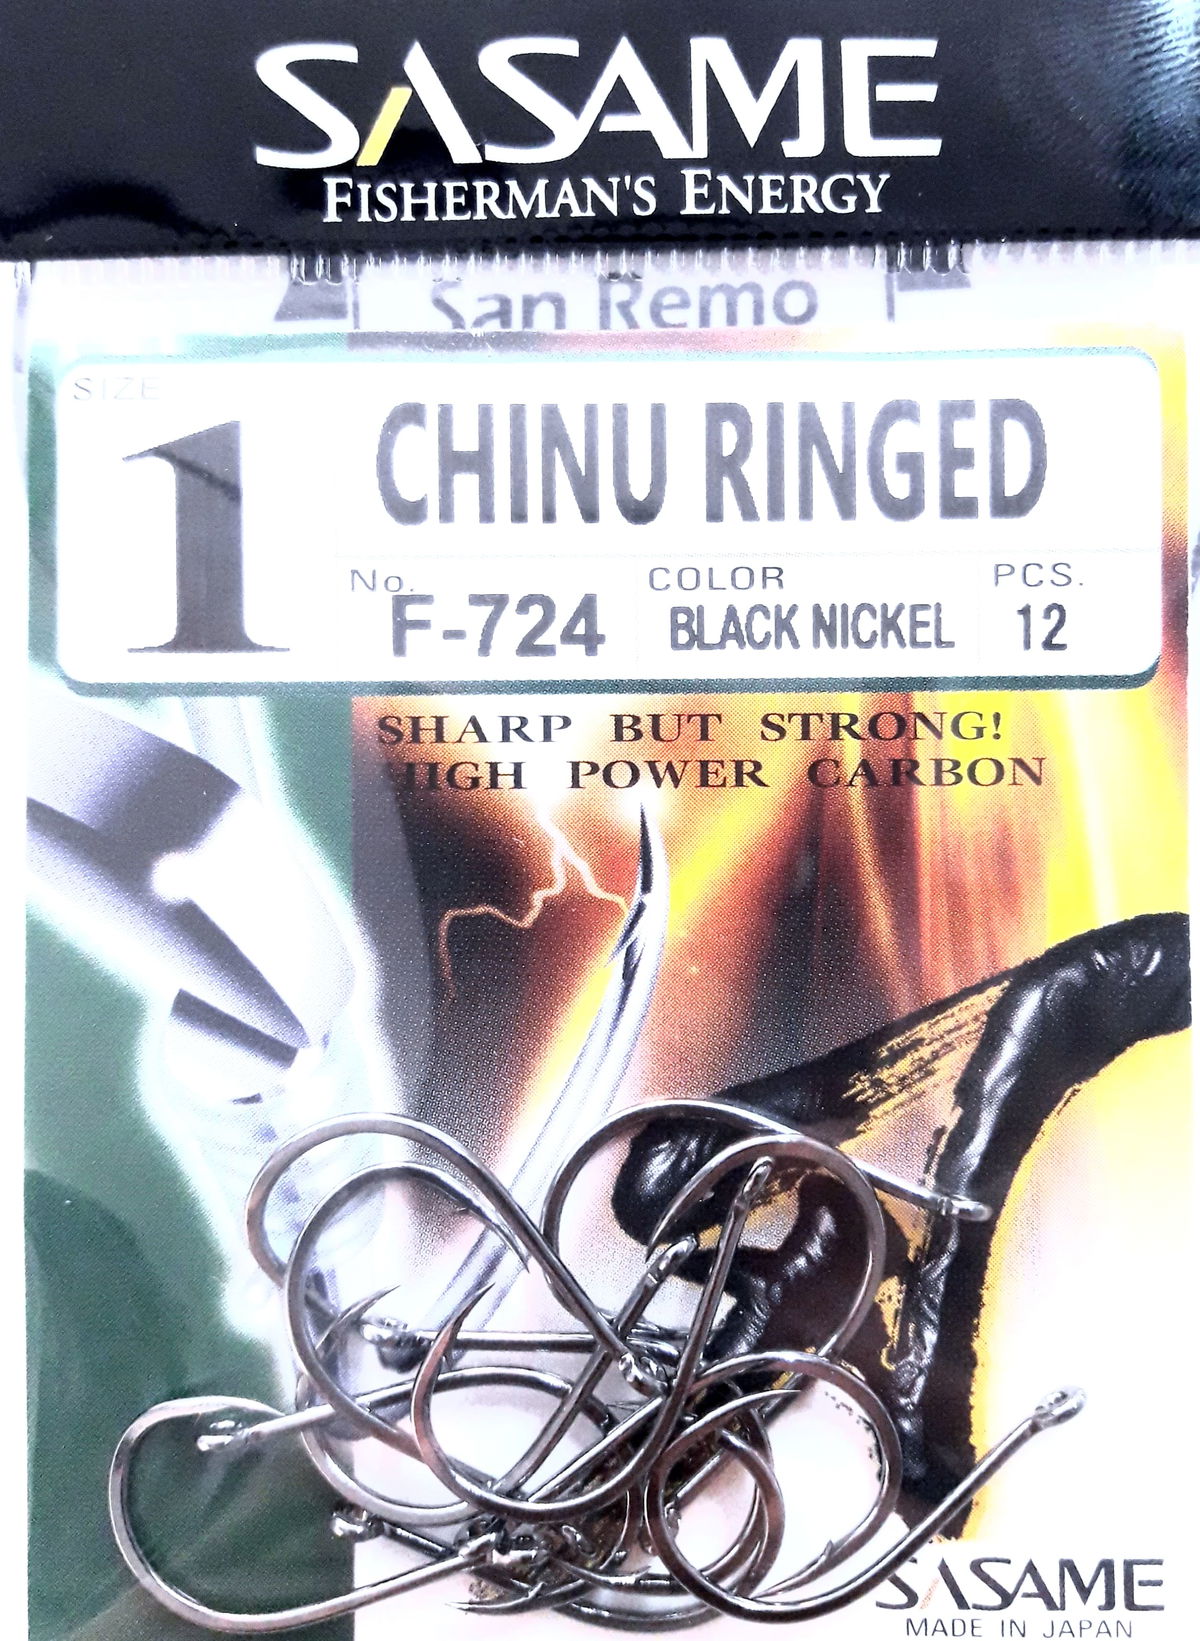 SASAME
FISHERMAN'S ENERGY
San Remo
SIZE
1
CHINU RINGED
No.
F-724
COLOR
BLACK NICKEL
PCS.
12
SHARP BUT STRONG!
HIGH POWER CARBON
SASAME
MADE IN JAPAN